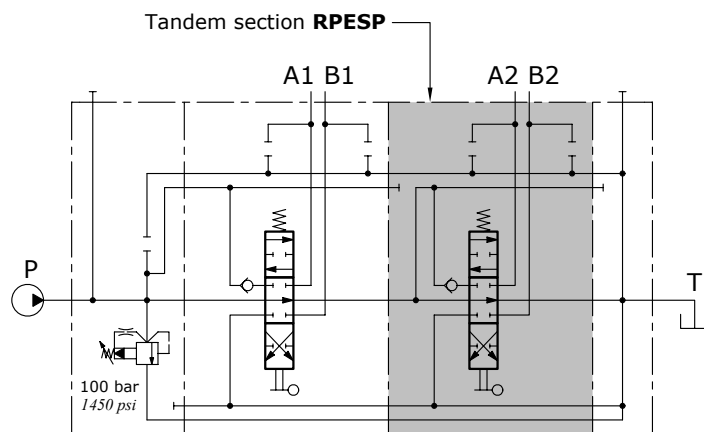 Tandem section RPESP
A1 B1 A2 B2
P
T
100 bar
1450 psi